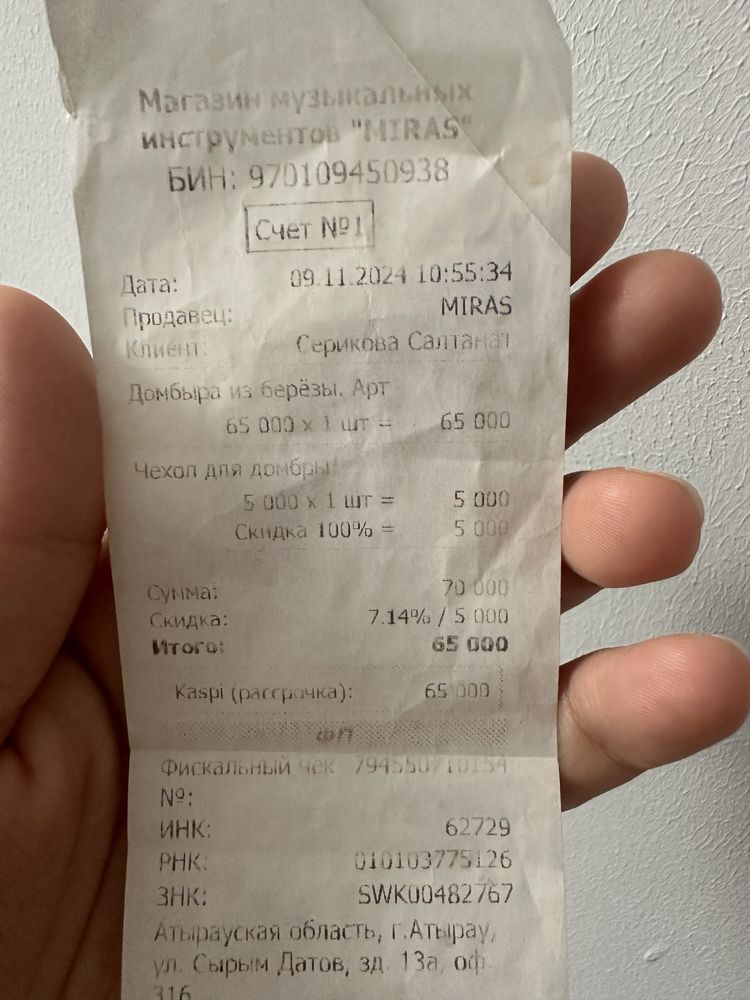 Магазин музыкальных
инструментов "MIRAS"
БИН: 970109450938
Счет №1
Дата: 09.11.2024 10:55:34
Продавец: MIRAS
Клиент: Серикова Салтанат
Домбыра из берёзы. Арт
65 000 x 1 шт = 65 000
Чехол для домбры
5 000 x 1 шт = 5 000
Скидка 100% = 5 000
Сумма: 70 000
Скидка: 7.14% / 5 000
Итого: 65 000
Kaspi (рассрочка): 65 000
ФП
Фискальный чек 794550710154
№:
ИНК: 62729
РНК: 010103775126
ЗНК: SWK00482767
Атырауская область, г.Атырау,
ул. Сырым Датов, зд. 13а, оф.
316